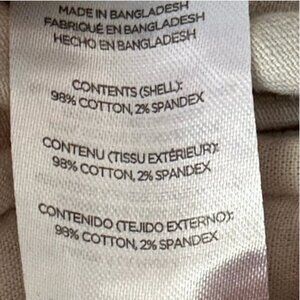 MADE IN BANGLADESH
FABRIQUÉ EN BANGLADESH
HECHO EN BANGLADESH
CONTENTS (SHELL):
98% COTTON, 2% SPANDEX
CONTENU (TISSU EXTÉRIEUR):
98% COTTON, 2% SPANDEX
CONTENIDO (TEJIDO EXTERNO):
98% COTTON, 2% SPANDEX